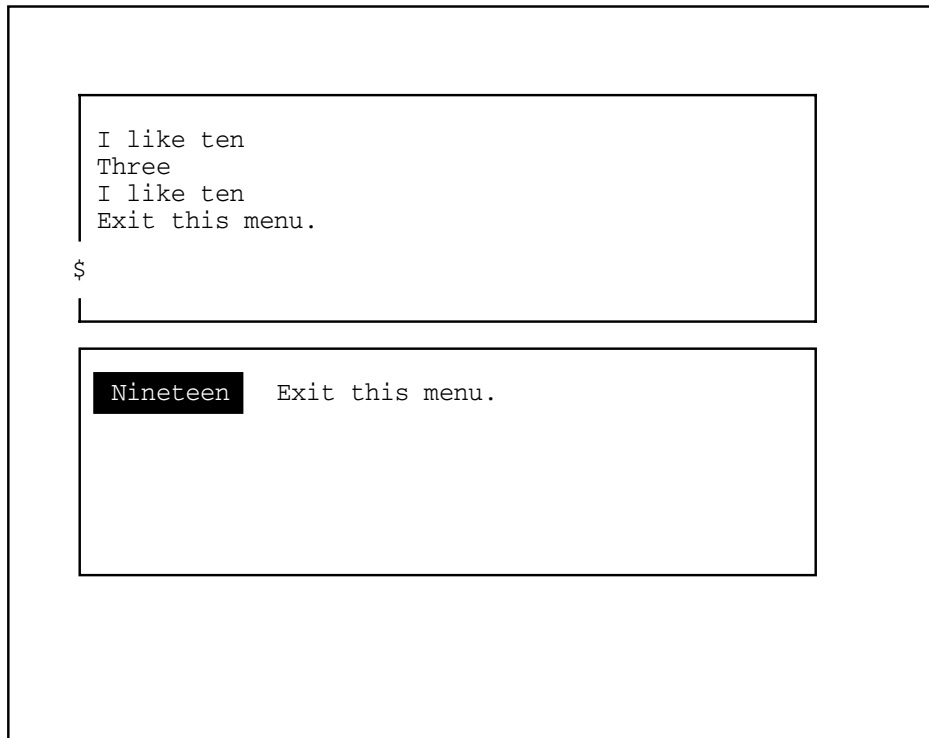 I like ten
Three
I like ten
Exit this menu.
$
Nineteen Exit this menu.